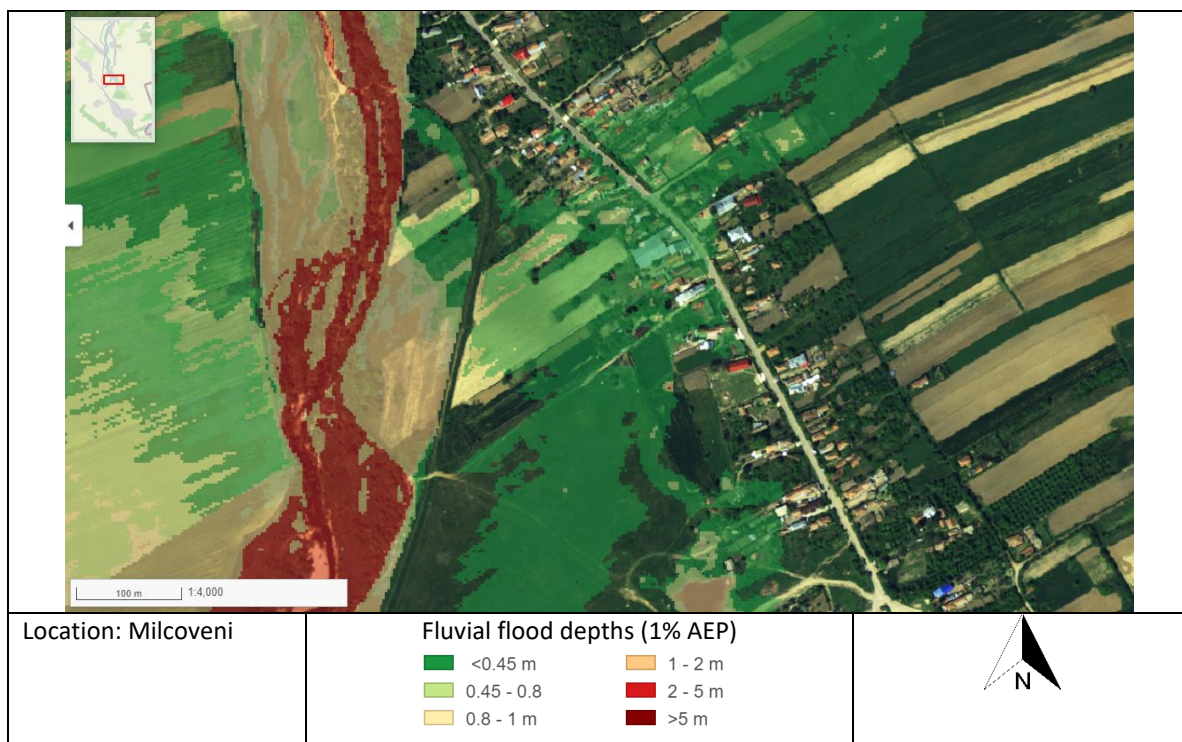 100 m
1:4,000
Location: Milcoveni
Fluvial flood depths (1% AEP)
<0.45 m
1 - 2 m
0.45 - 0.8
2 - 5 m
0.8 - 1 m
>5 m
N